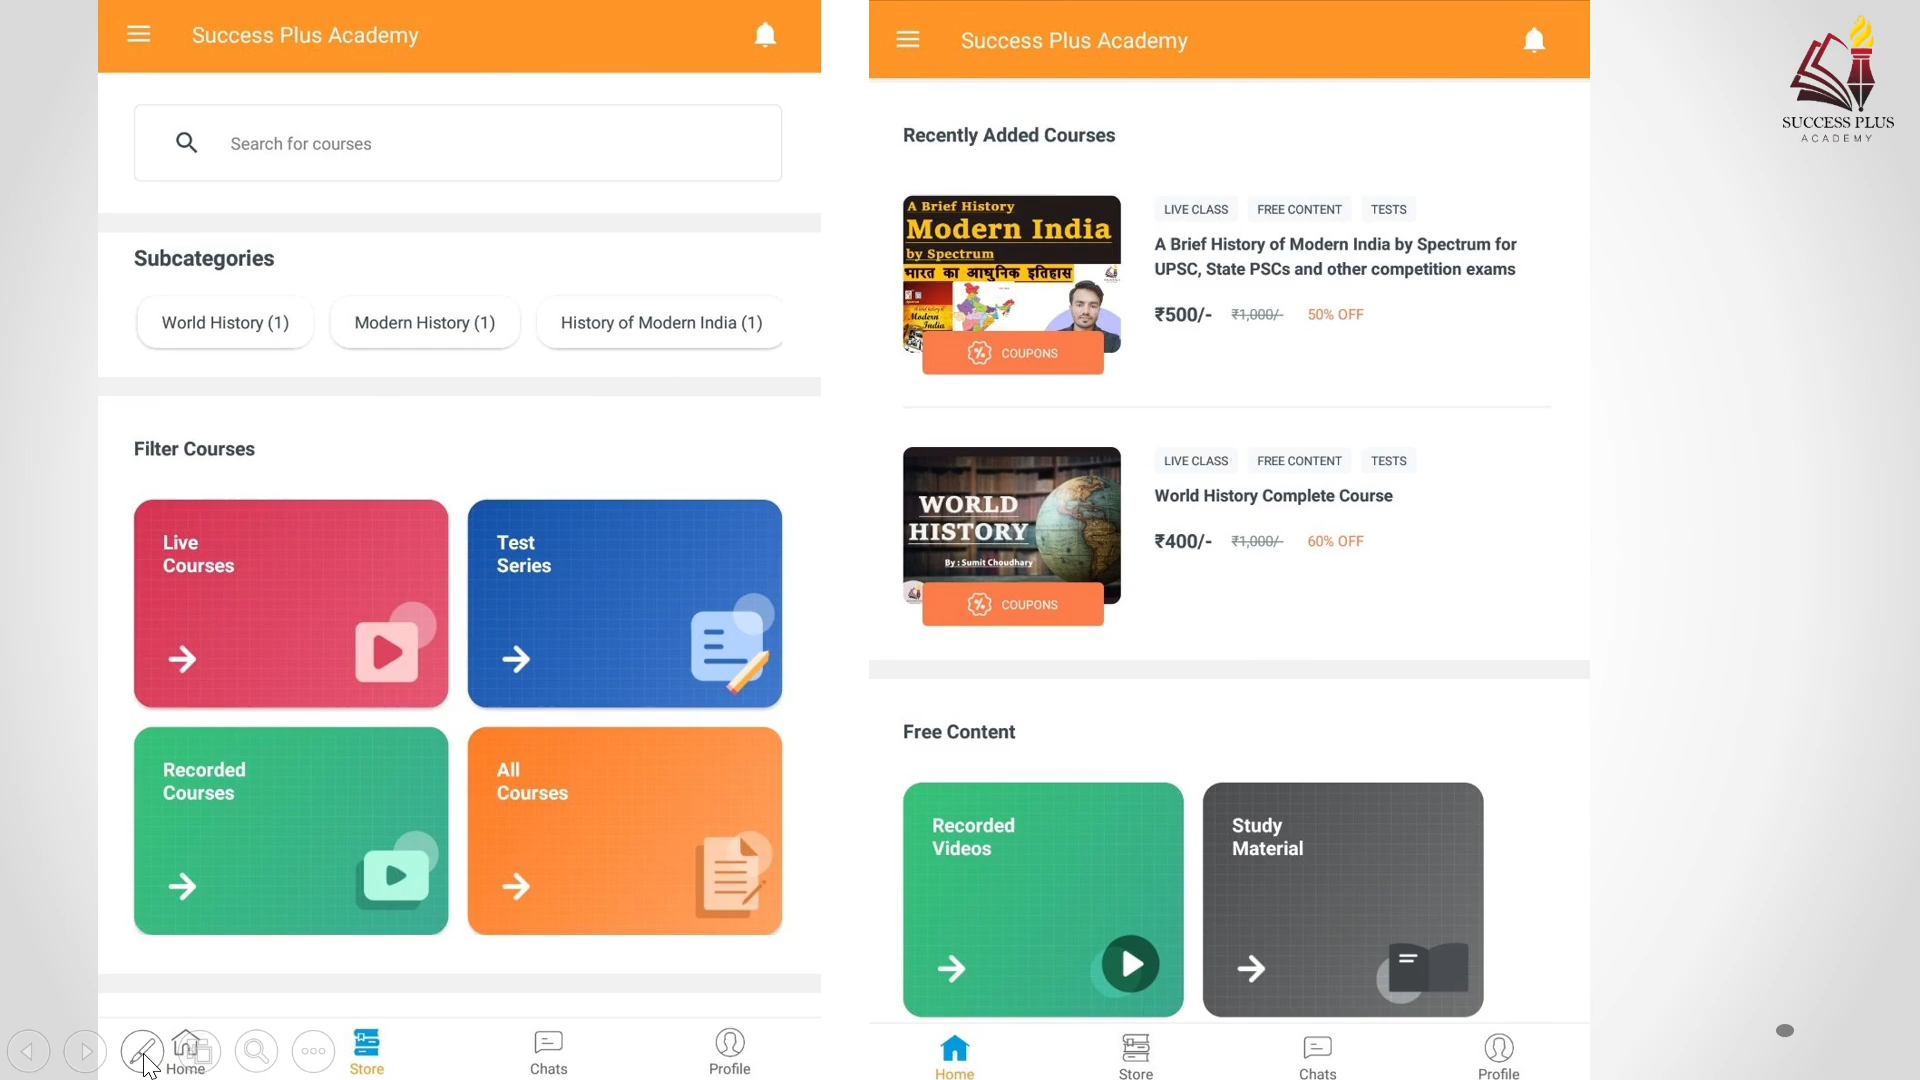 Success Plus Academy
Search for courses
Subcategories
World History (1)
Modern History (1)
History of Modern India (1)
Filter Courses
Live
Courses
Test
Series
Recorded
Courses
All
Courses
Home
Store
Chats
Profile
Success Plus Academy
Recently Added Courses
A Brief History
Modern India
by Spectrum
भारत का आधुनिक इतिहास
Modern
India
COUPONS
LIVE CLASS
FREE CONTENT
TESTS
A Brief History of Modern India by Spectrum for
UPSC, State PSCs and other competition exams
₹500/- ₹1,000/- 50% OFF
WORLD
HISTORY
By : Sumit Choudhary
COUPONS
LIVE CLASS
FREE CONTENT
TESTS
World History Complete Course
₹400/- ₹1,000/- 60% OFF
Free Content
Recorded
Videos
Study
Material
Home
Store
Chats
Profile
SUCCESS PLUS
ACADEMY